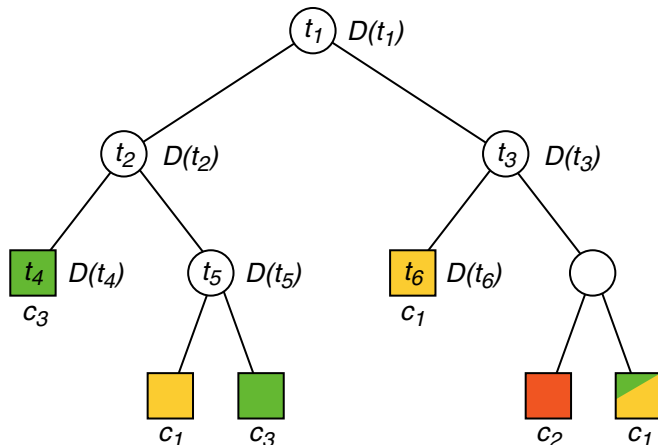 t1 D(t1)
t2 D(t2)
t3 D(t3)
t4 D(t4)
t5 D(t5)
t6 D(t6)
c3
c1
c1
c3
c2
c1